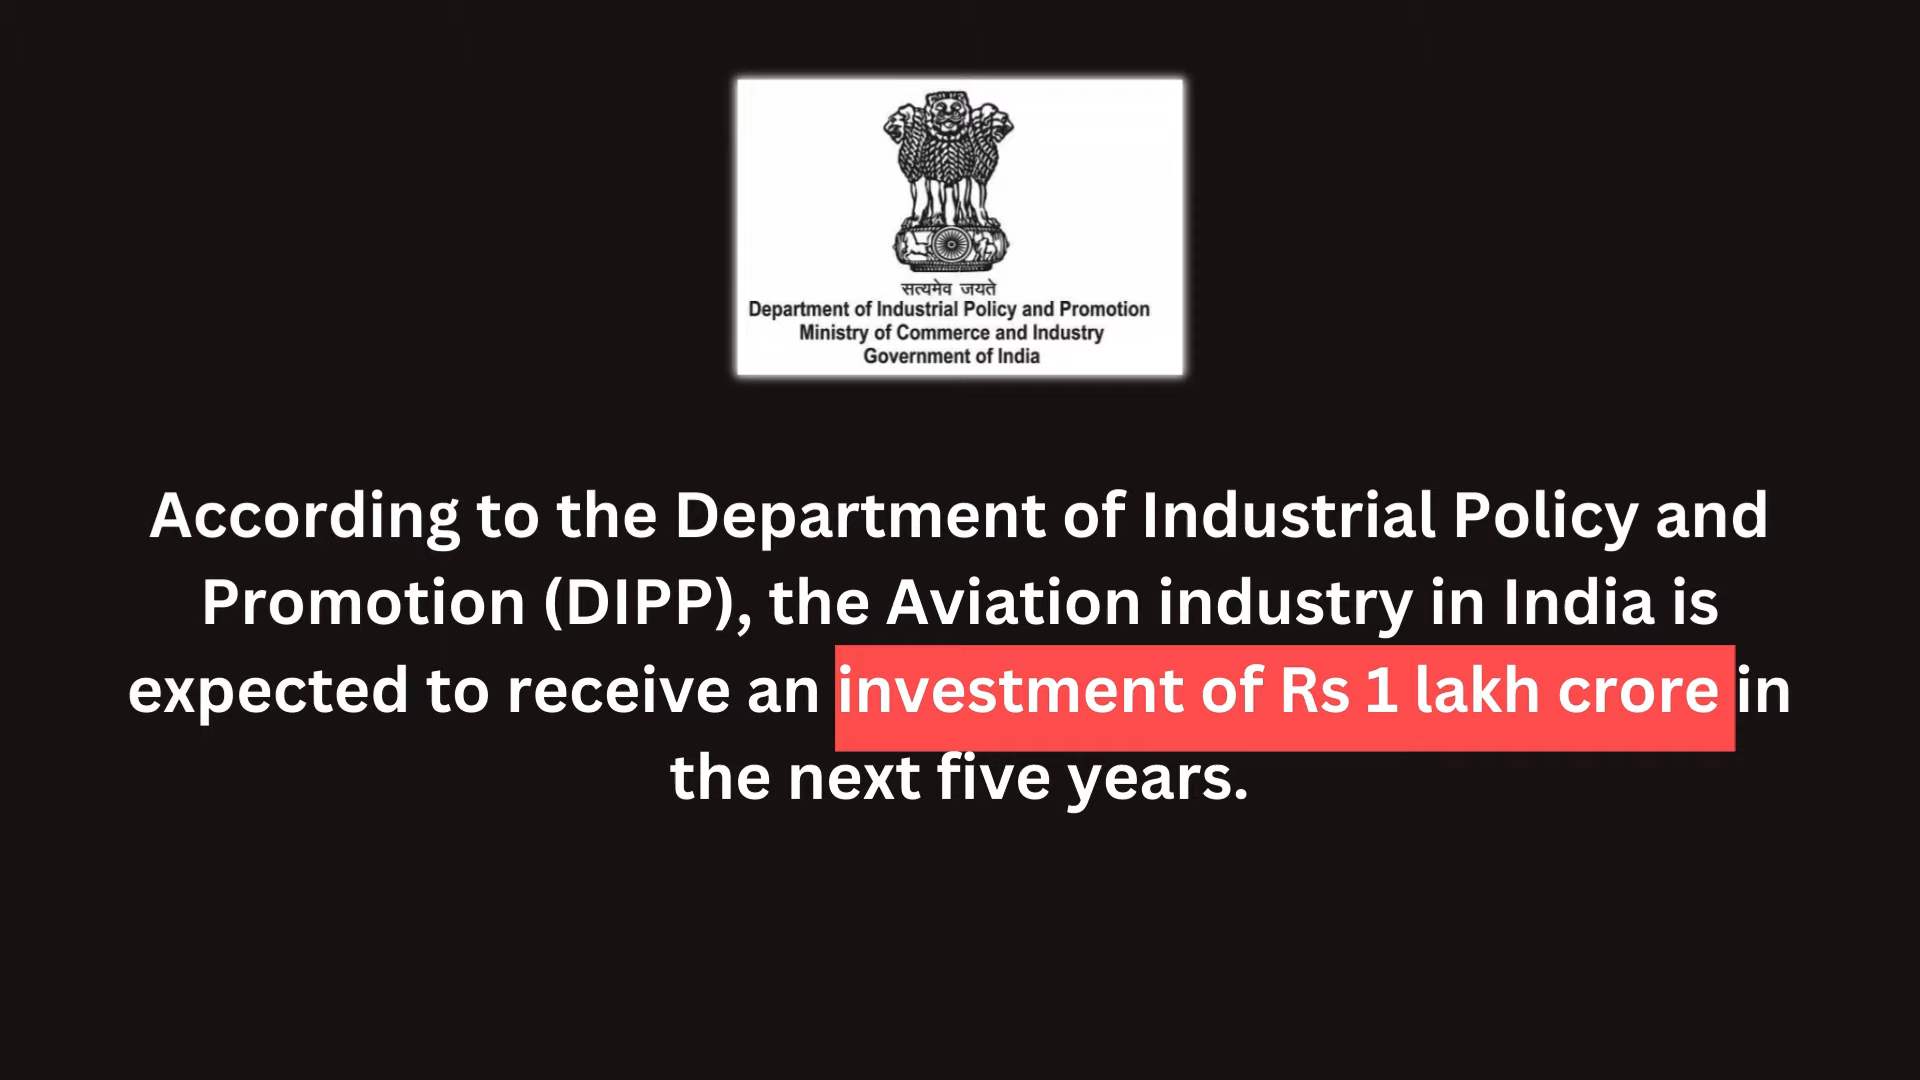 सत्यमेव जयते
Department of Industrial Policy and Promotion
Ministry of Commerce and Industry
Government of India
According to the Department of Industrial Policy and
Promotion (DIPP), the Aviation industry in India is
expected to receive an investment of Rs 1 lakh crore in
the next five years.